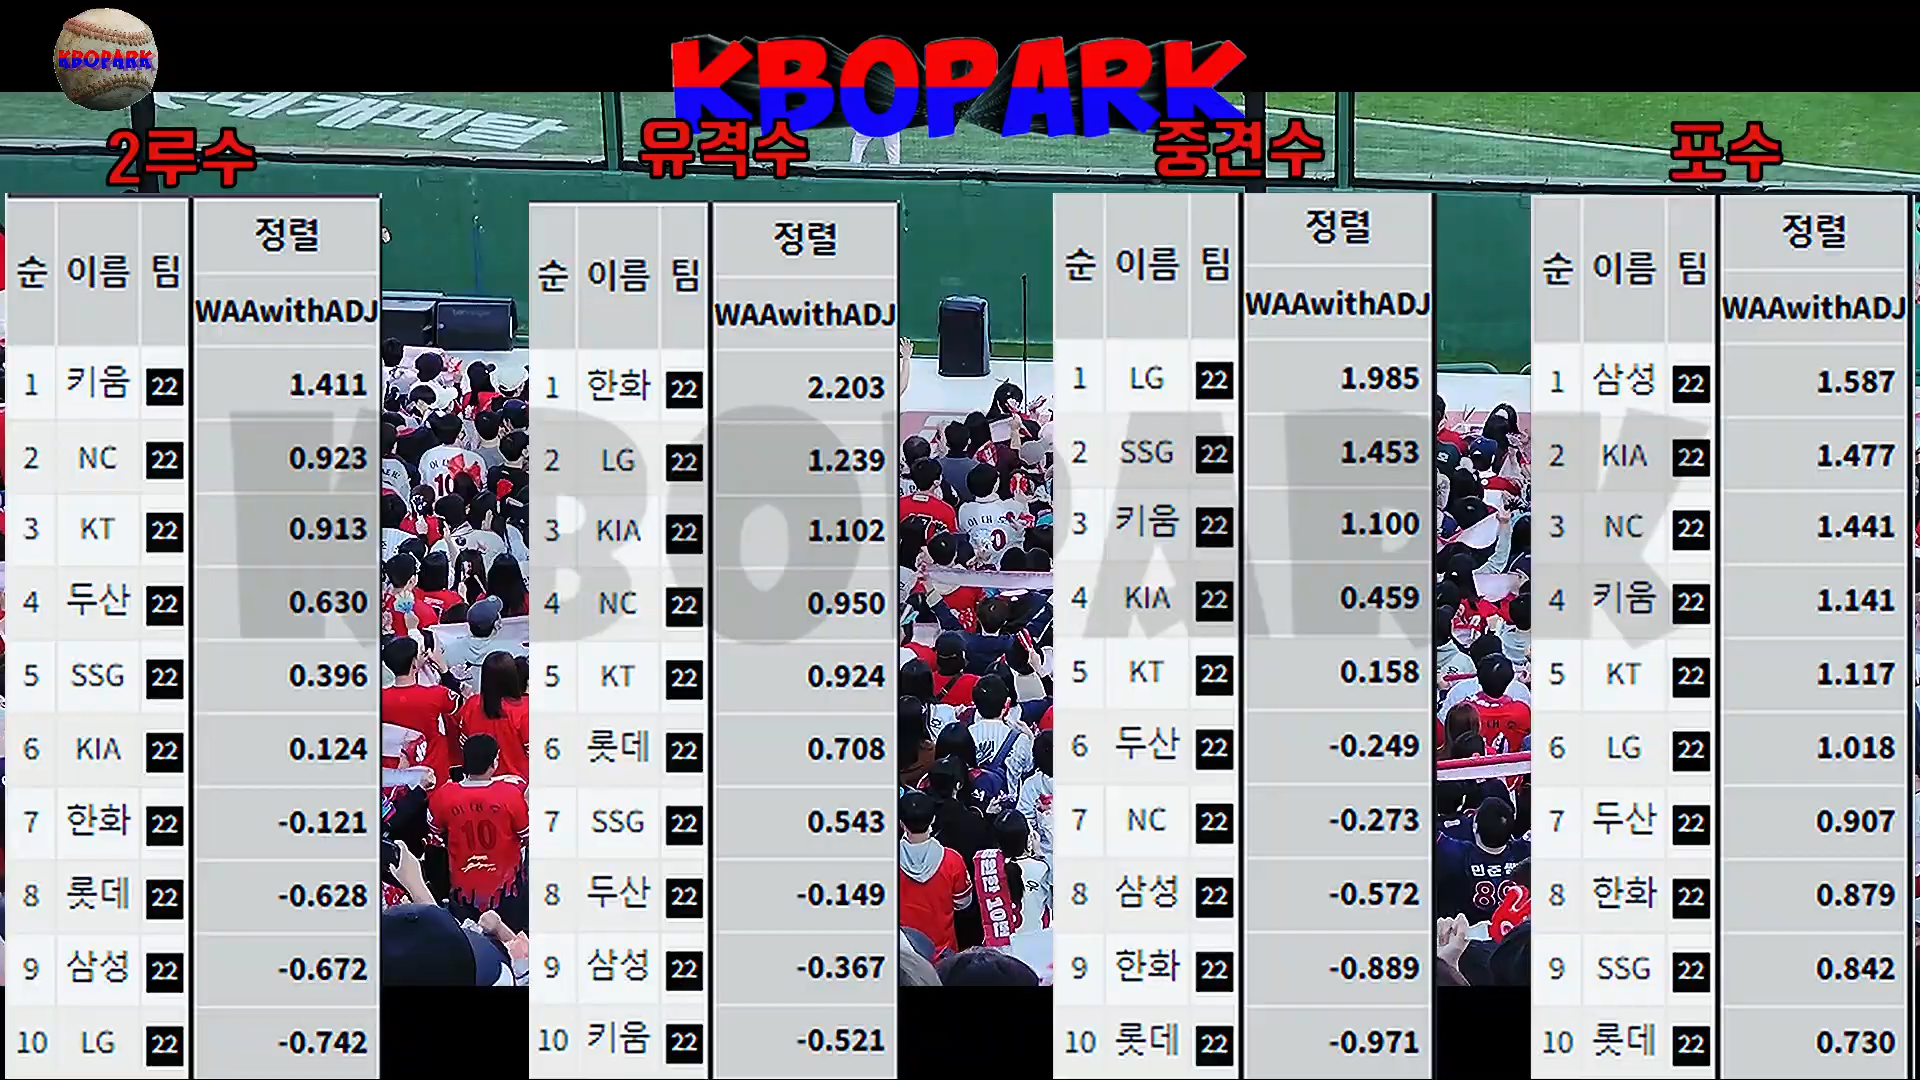 KBOPARK
KBOPARK
2루수
유격수
중견수
포수
순 이름 팀 정렬
WAAwithADJ
1 키움 22 1.411
2 NC 22 0.923
3 KT 22 0.913
4 두산 22 0.630
5 SSG 22 0.396
6 KIA 22 0.124
7 한화 22 -0.121
8 롯데 22 -0.628
9 삼성 22 -0.672
10 LG 22 -0.742
순 이름 팀 정렬
WAAwithADJ
1 한화 22 2.203
2 LG 22 1.239
3 KIA 22 1.102
4 NC 22 0.950
5 KT 22 0.924
6 롯데 22 0.708
7 SSG 22 0.543
8 두산 22 -0.149
9 삼성 22 -0.367
10 키움 22 -0.521
순 이름 팀 정렬
WAAwithADJ
1 LG 22 1.985
2 SSG 22 1.453
3 키움 22 1.100
4 KIA 22 0.459
5 KT 22 0.158
6 두산 22 -0.249
7 NC 22 -0.273
8 삼성 22 -0.572
9 한화 22 -0.889
10 롯데 22 -0.971
순 이름 팀 정렬
WAAwithADJ
1 삼성 22 1.587
2 KIA 22 1.477
3 NC 22 1.441
4 키움 22 1.141
5 KT 22 1.117
6 LG 22 1.018
7 두산 22 0.907
8 한화 22 0.879
9 SSG 22 0.842
10 롯데 22 0.730
KBOPARK
이대호
10